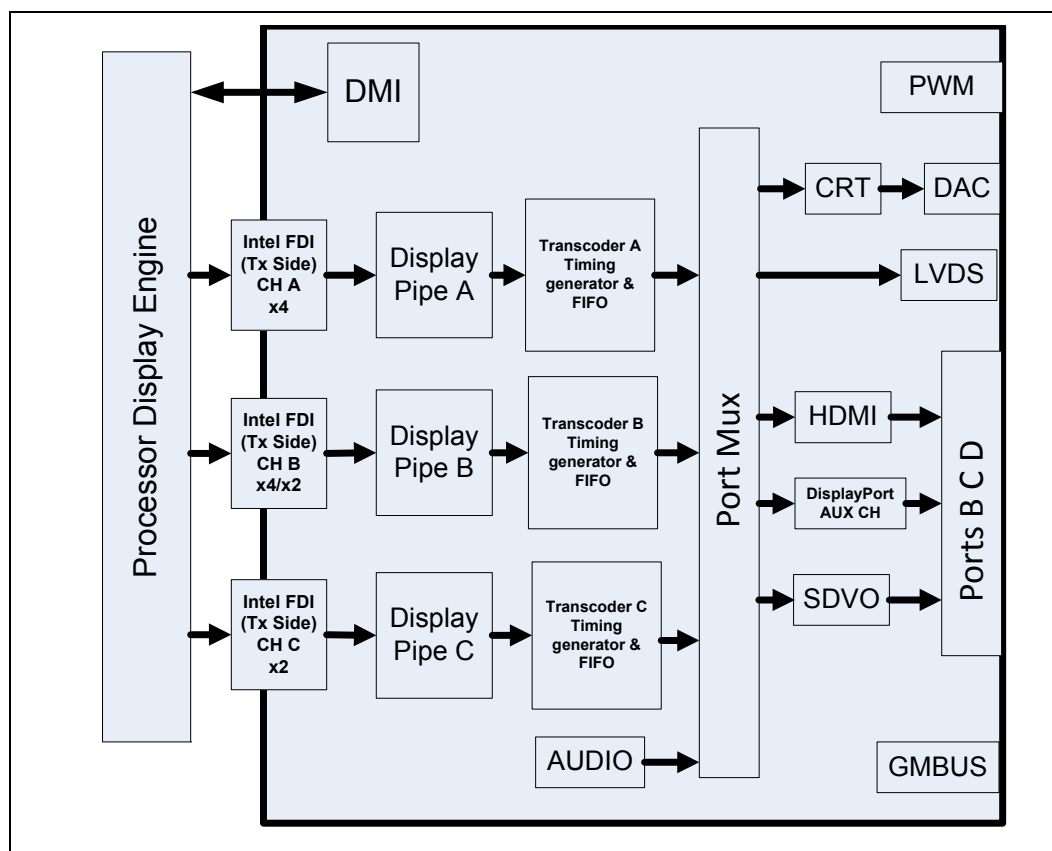 Processor Display Engine
DMI
PWM
Intel FDI
(Tx Side)
CH A
x4
Display
Pipe A
Transcoder A
Timing
generator &
FIFO
Intel FDI
(Tx Side)
CH B
x4/x2
Display
Pipe B
Transcoder B
Timing
generator &
FIFO
Intel FDI
(Tx Side)
CH C
x2
Display
Pipe C
Transcoder C
Timing
generator &
FIFO
AUDIO
Port Mux
CRT
DAC
LVDS
HDMI
DisplayPort
AUX CH
SDVO
Ports B C D
GMBUS